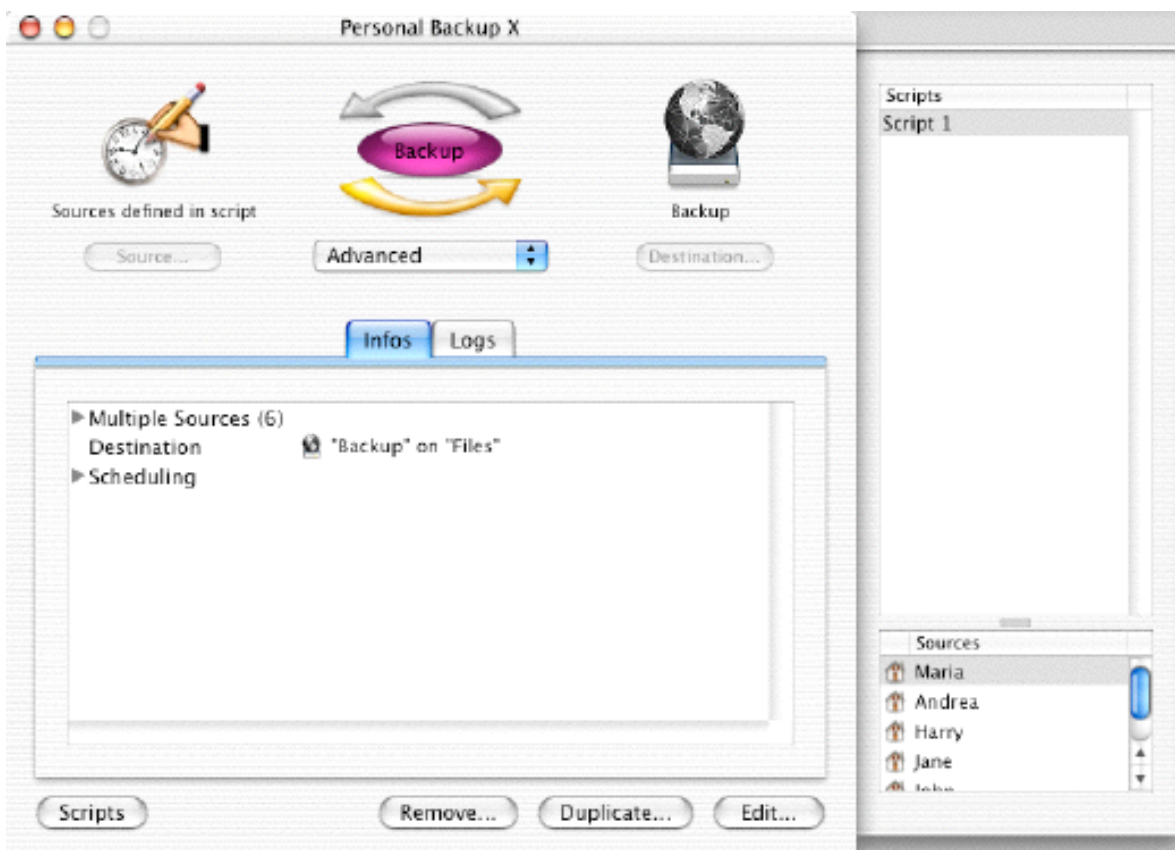 Personal Backup X
Backup
Sources defined in script
Backup
Source...
Advanced
Destination...
Infos
Logs
Multiple Sources (6)
Destination "Backup" on "Files"
Scheduling
Scripts
Remove...
Duplicate...
Edit...
Scripts
Script 1
Sources
Maria
Andrea
Harry
Jane